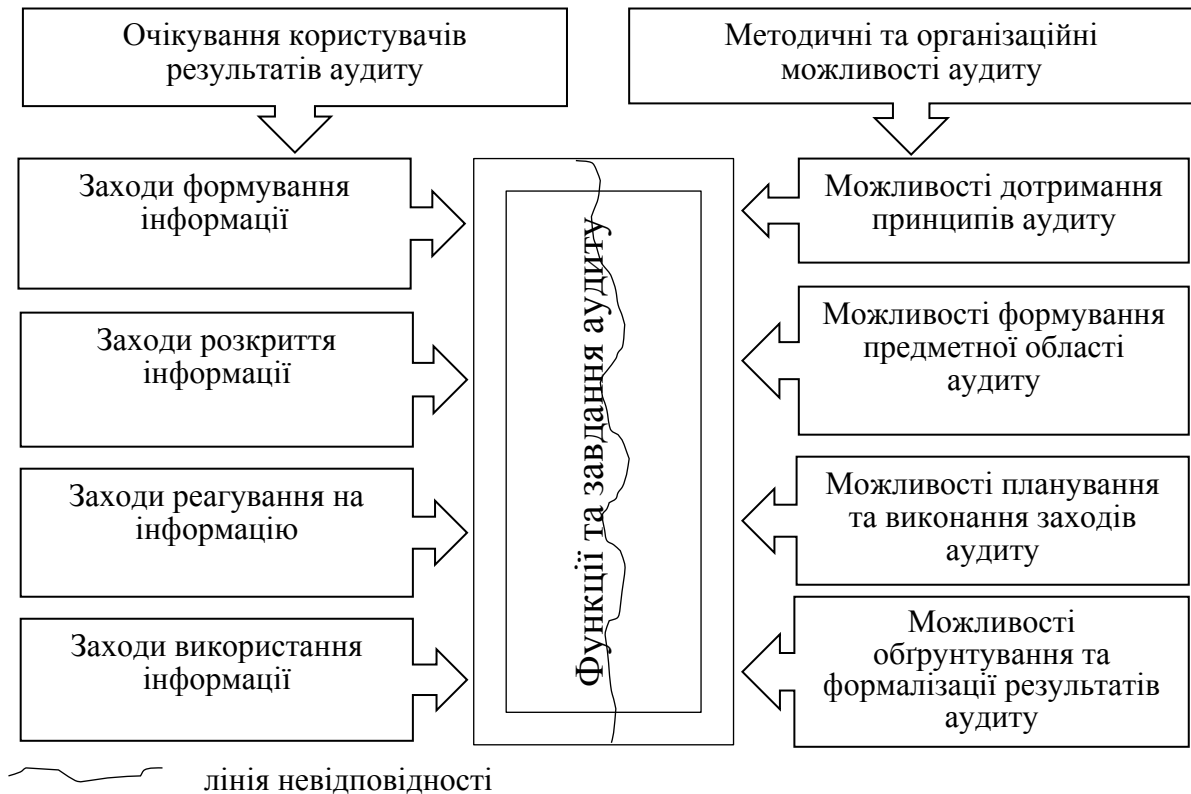 Очікування користувачів
результатів аудиту
Методичні та організаційні
можливості аудиту
Заходи формування
інформації
Заходи розкриття
інформації
Заходи реагування на
інформацію
Заходи використання
інформації
Функції та завдання аудиту
Можливості дотримання
принципів аудиту
Можливості формування
предметної області
аудиту
Можливості планування
та виконання заходів
аудиту
Можливості
обґрунтування та
формалізації результатів
аудиту
лінія невідповідності